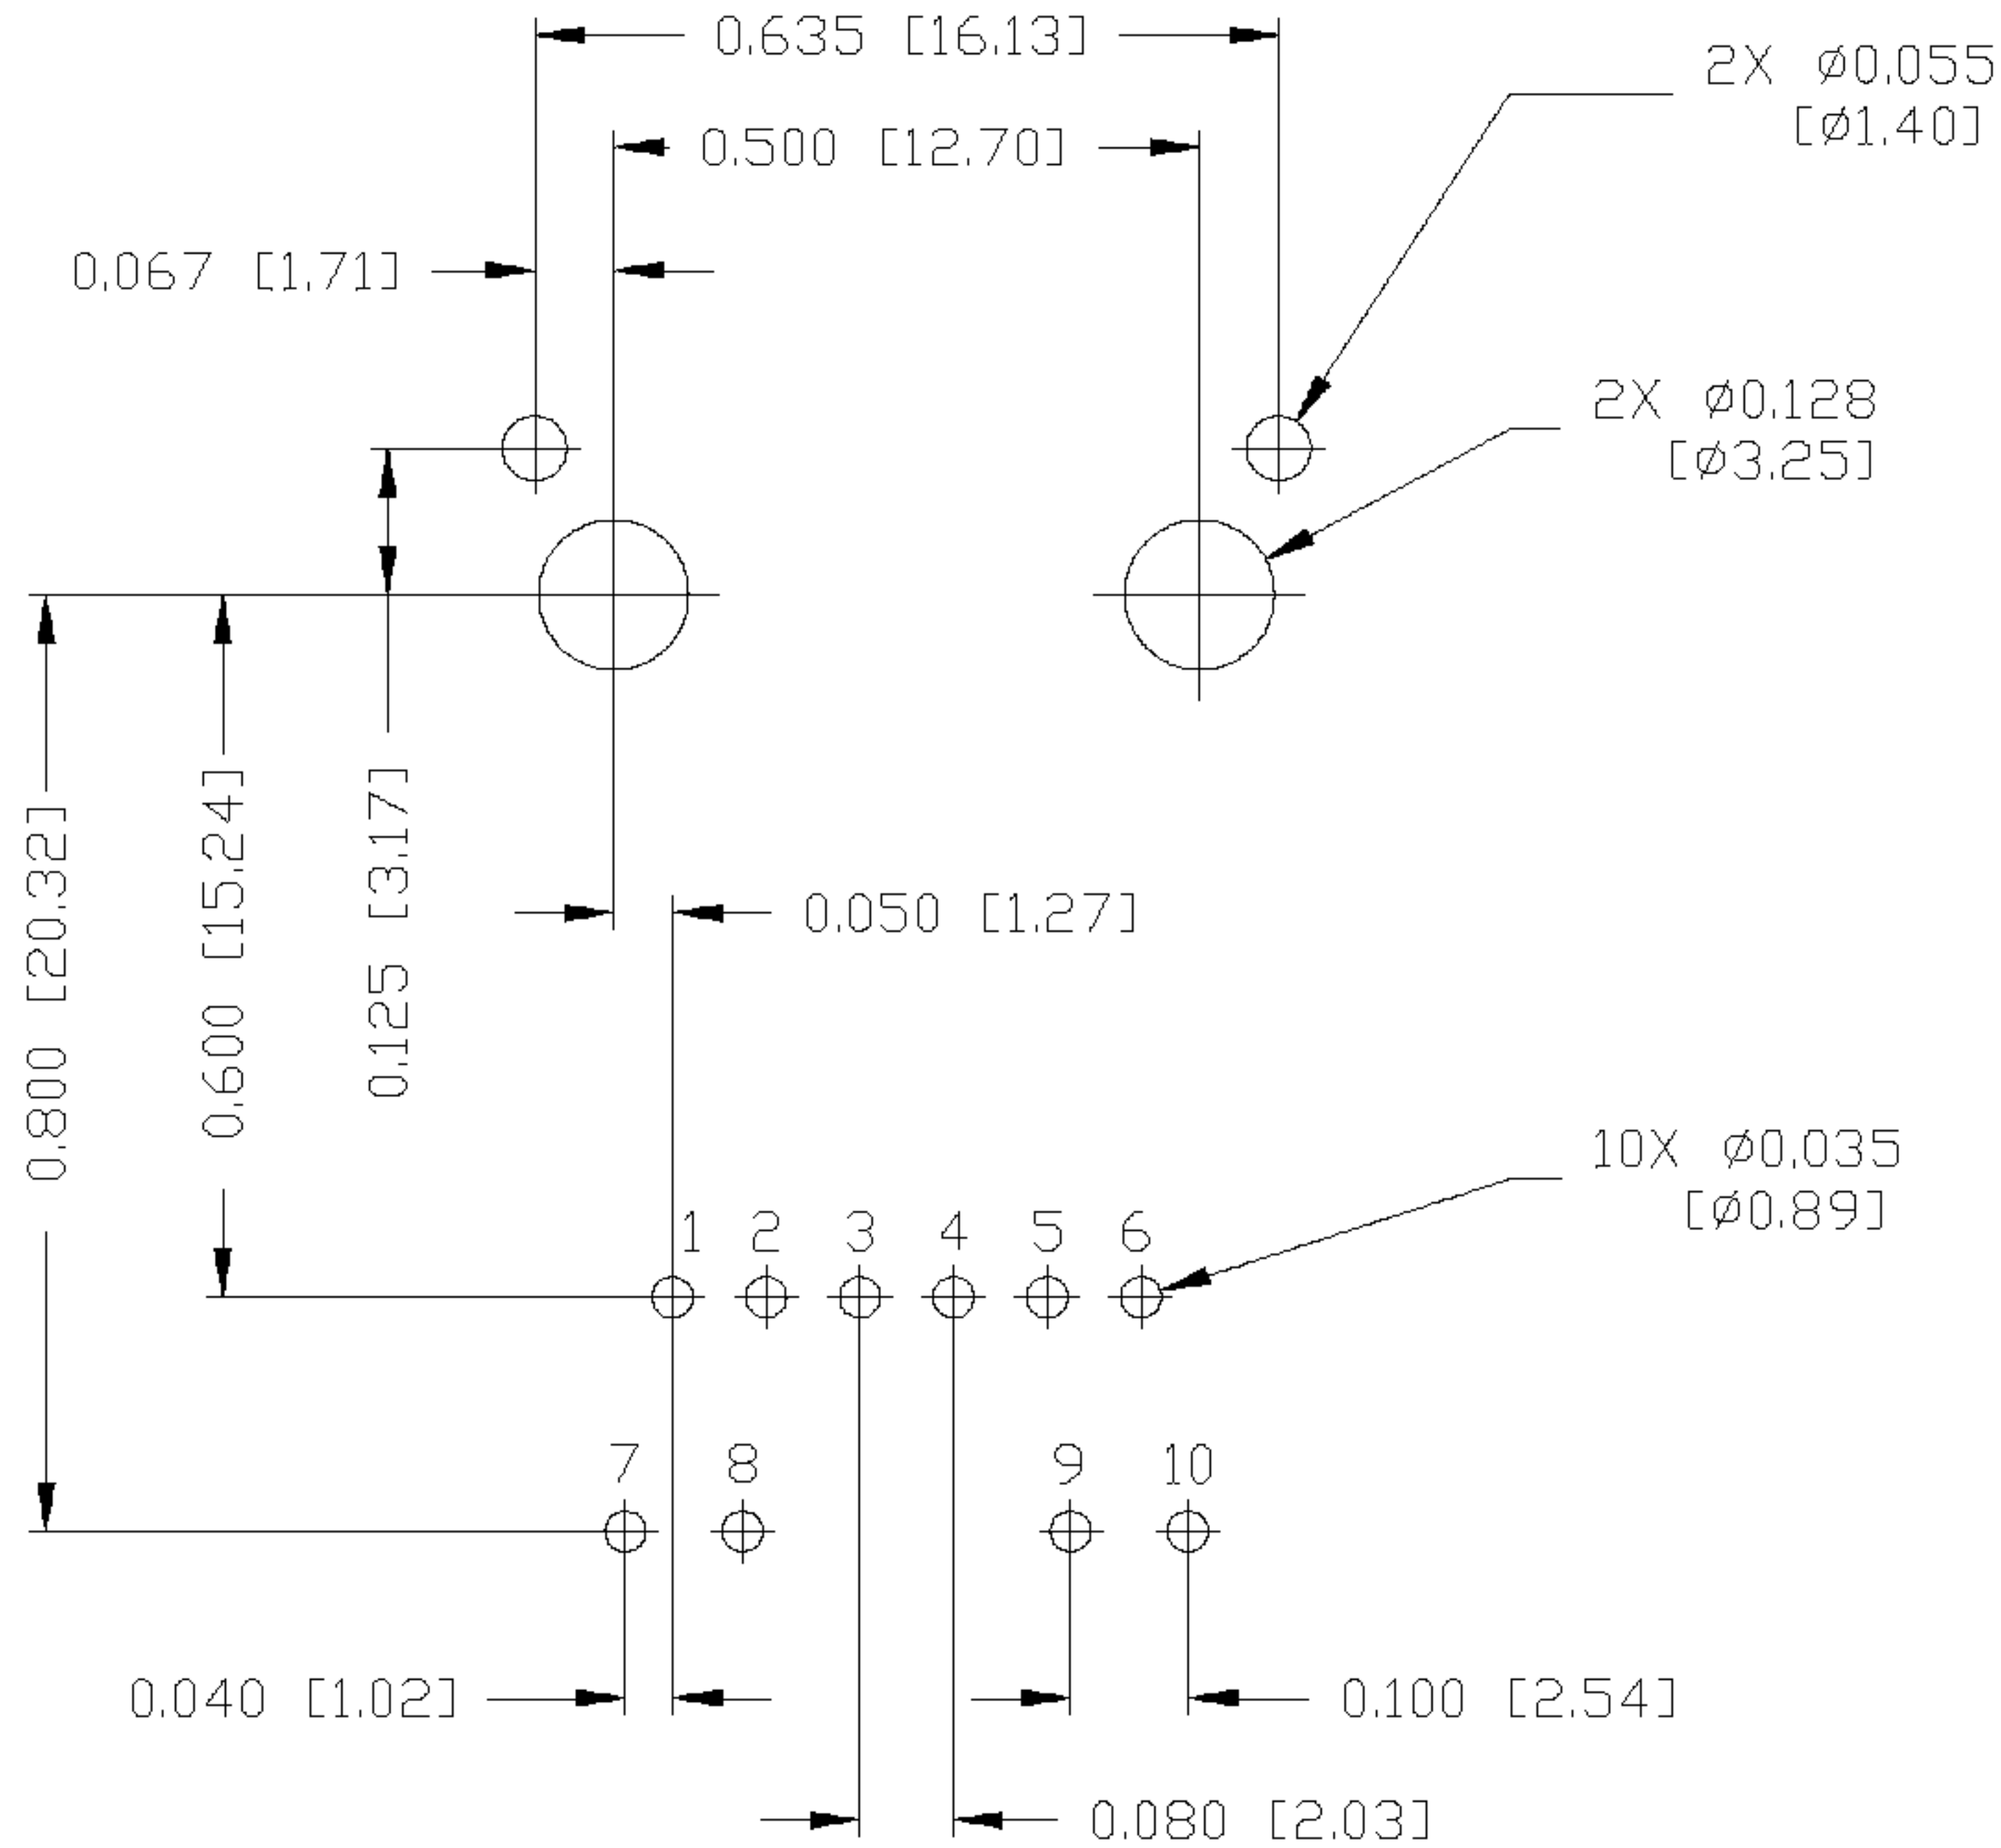 0.635 [16.13]
2X ø0.055
[ø1.40]
0.500 [12.70]
0.067 [1.71]
2X ø0.128
[ø3.25]
0.800 [20.32]
0.600 [15.24]
0.125 [3.17]
0.050 [1.27]
10X ø0.035
[ø0.89]
1 2 3 4 5 6
7 8 9 10
0.040 [1.02]
0.100 [2.54]
0.080 [2.03]